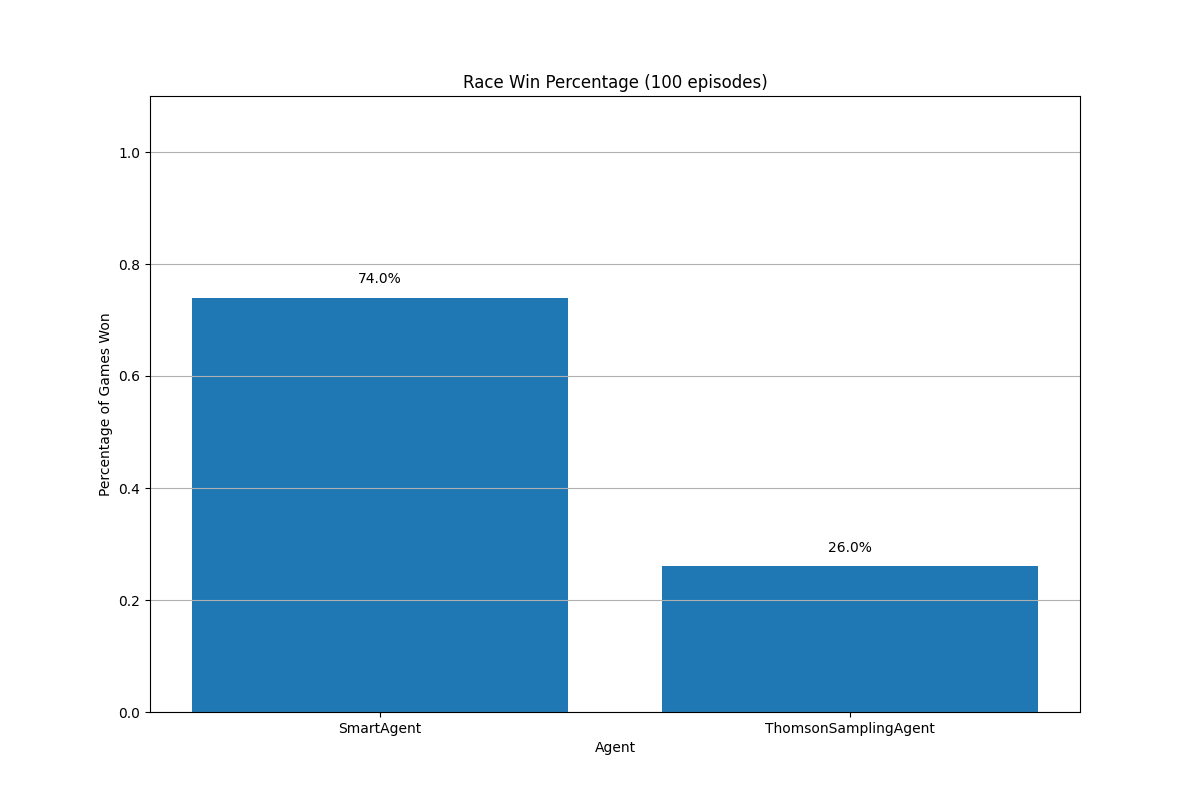 Race Win Percentage (100 episodes)
Percentage of Games Won
1.0
0.8
0.6
0.4
0.2
0.0
74.0%
26.0%
SmartAgent
ThomsonSamplingAgent
Agent